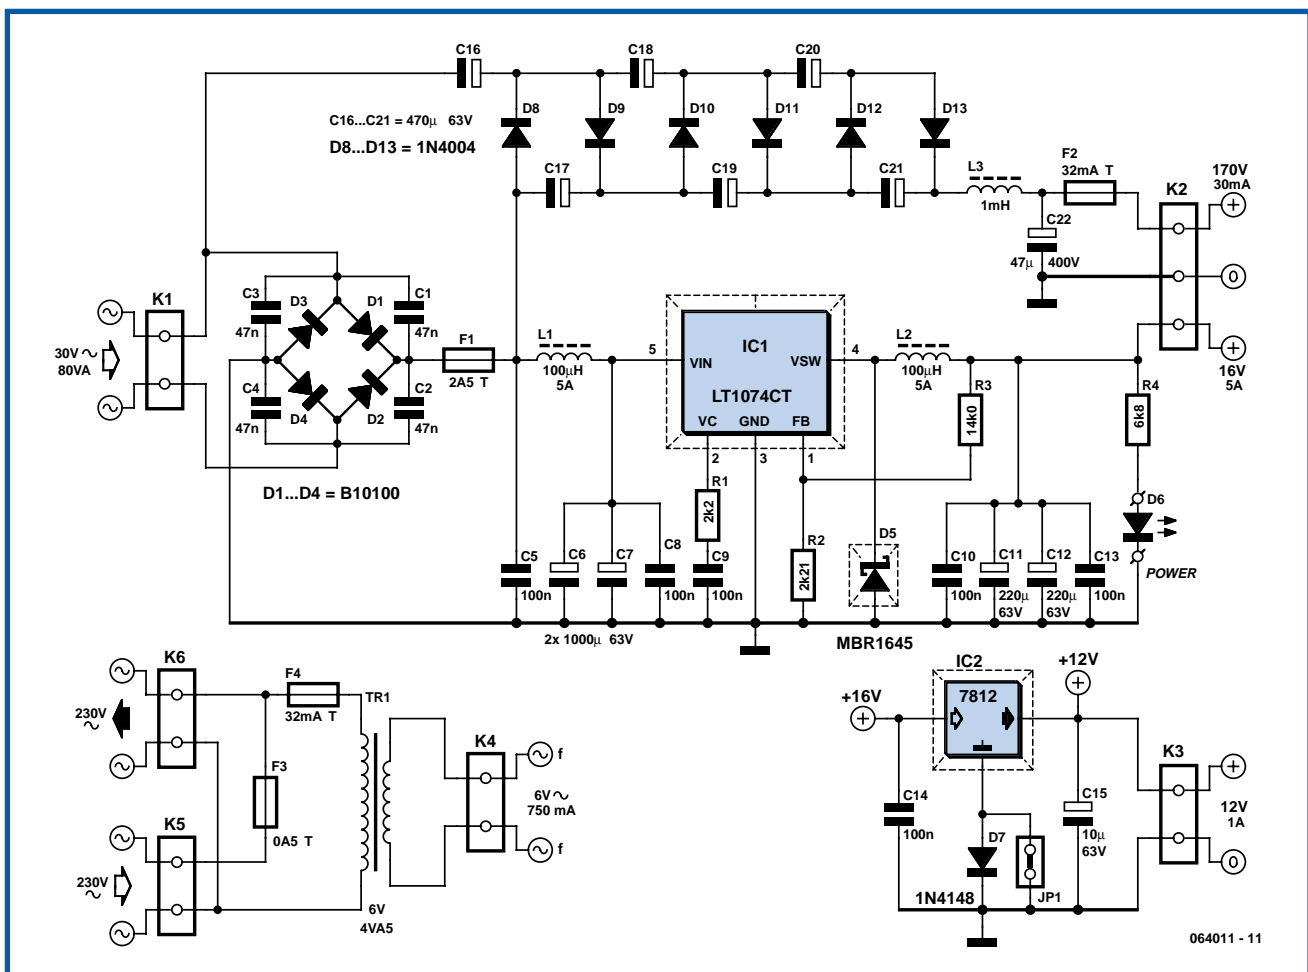 C16
C18
C20
C16...C21 = 470μ 63V
D8...D13 = 1N4004
D8
D9
D10
D11
D12
D13
C17
C19
C21
L3
1mH
F2
32mA T
C22
47μ 400V
K2
170V
30mA
0
16V
5A
K1
30V
80VA
C3
47n
D3
D1
C1
47n
C4
47n
D4
D2
C2
47n
D1...D4 = B10100
F1
2A5 T
L1
100μH
5A
5
VIN
IC1
VSW
4
LT1074CT
VC
GND
FB
2
3
1
L2
100μH
5A
R3
14k0
R4
6k8
R1
2k2
R2
2k21
D5
MBR1645
D6
POWER
C5
100n
C6
C7
2x 1000μ 63V
C8
100n
C9
100n
C10
100n
C11
220μ
63V
C12
220μ
63V
C13
100n
K6
230V
F4
32mA T
TR1
F3
0A5 T
K5
230V
6V
4VA5
K4
f
6V
750 mA
f
IC2
7812
+16V
+12V
C14
100n
D7
1N4148
JP1
C15
10μ
63V
K3
12V
1A
0
064011 - 11